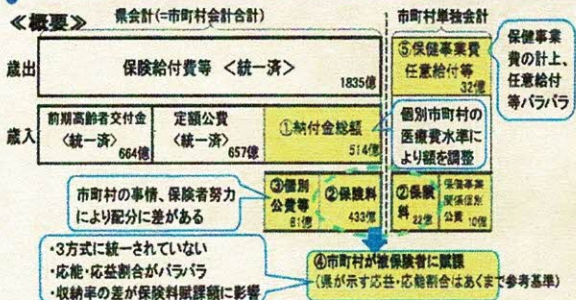 ≪概要≫
県会計(=市町村会計合計)
市町村単独会計
歳出
保険給付費等 <統一済>
1835億
⑤保健事業費
任意給付等
32億
保健事業
費の計上、
任意給付
等バラバラ
歳入
前期高齢者交付金
<統一済>
664億
定額公費
<統一済>
657億
①納付金総額
514億
個別市町村の
医療費水準に
より額を調整
市町村の事情、保険者努力
により配分に差がある
③個別
公費等
81億
②保険料
433億
②保険
料
22億
保健事業
関係個別
公費 10億
・3方式に統一されていない
・応能・応益割合がバラバラ
・収納率の差が保険料賦課額に影響
④市町村が被保険者に賦課
(県が示す応益・応能割合はあくまで参考基準)